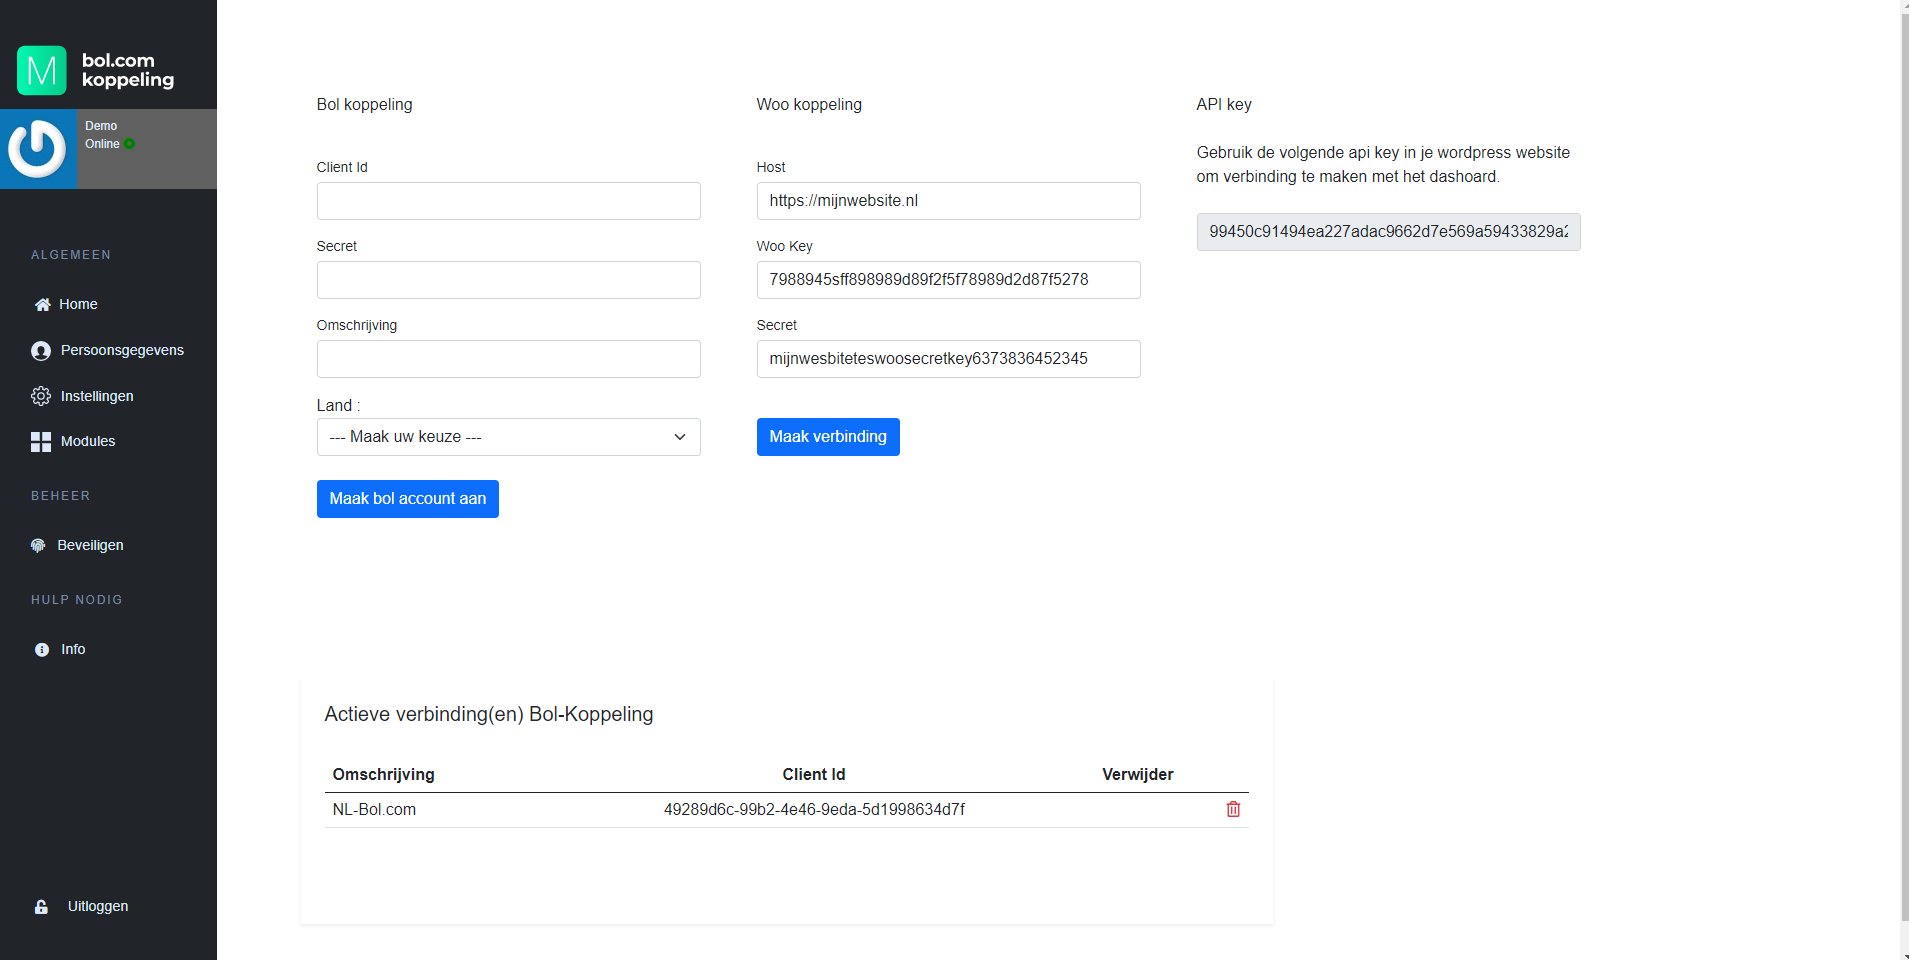 bol.com
koppeling
Demo
Online
ALGEMEEN
Home
Persoonsgegevens
Instellingen
Modules
BEHEER
Beveiligen
HULP NODIG
Info
Uitloggen
Bol koppeling
Client Id
Secret
Omschrijving
Land :
--- Maak uw keuze ---
Maak bol account aan
Woo koppeling
Host
https://mijnwebsite.nl
Woo Key
7988945sff898989d89f2f5f78989d2d87f5278
Secret
mijnwesbiteteswoosecretkey6373836452345
Maak verbinding
API key
Gebruik de volgende api key in je wordpress website
om verbinding te maken met het dashoard.
99450c91494ea227adac9662d7e569a59433829a2
Actieve verbinding(en) Bol-Koppeling
Omschrijving Client Id Verwijder
NL-Bol.com 49289d6c-99b2-4e46-9eda-5d1998634d7f